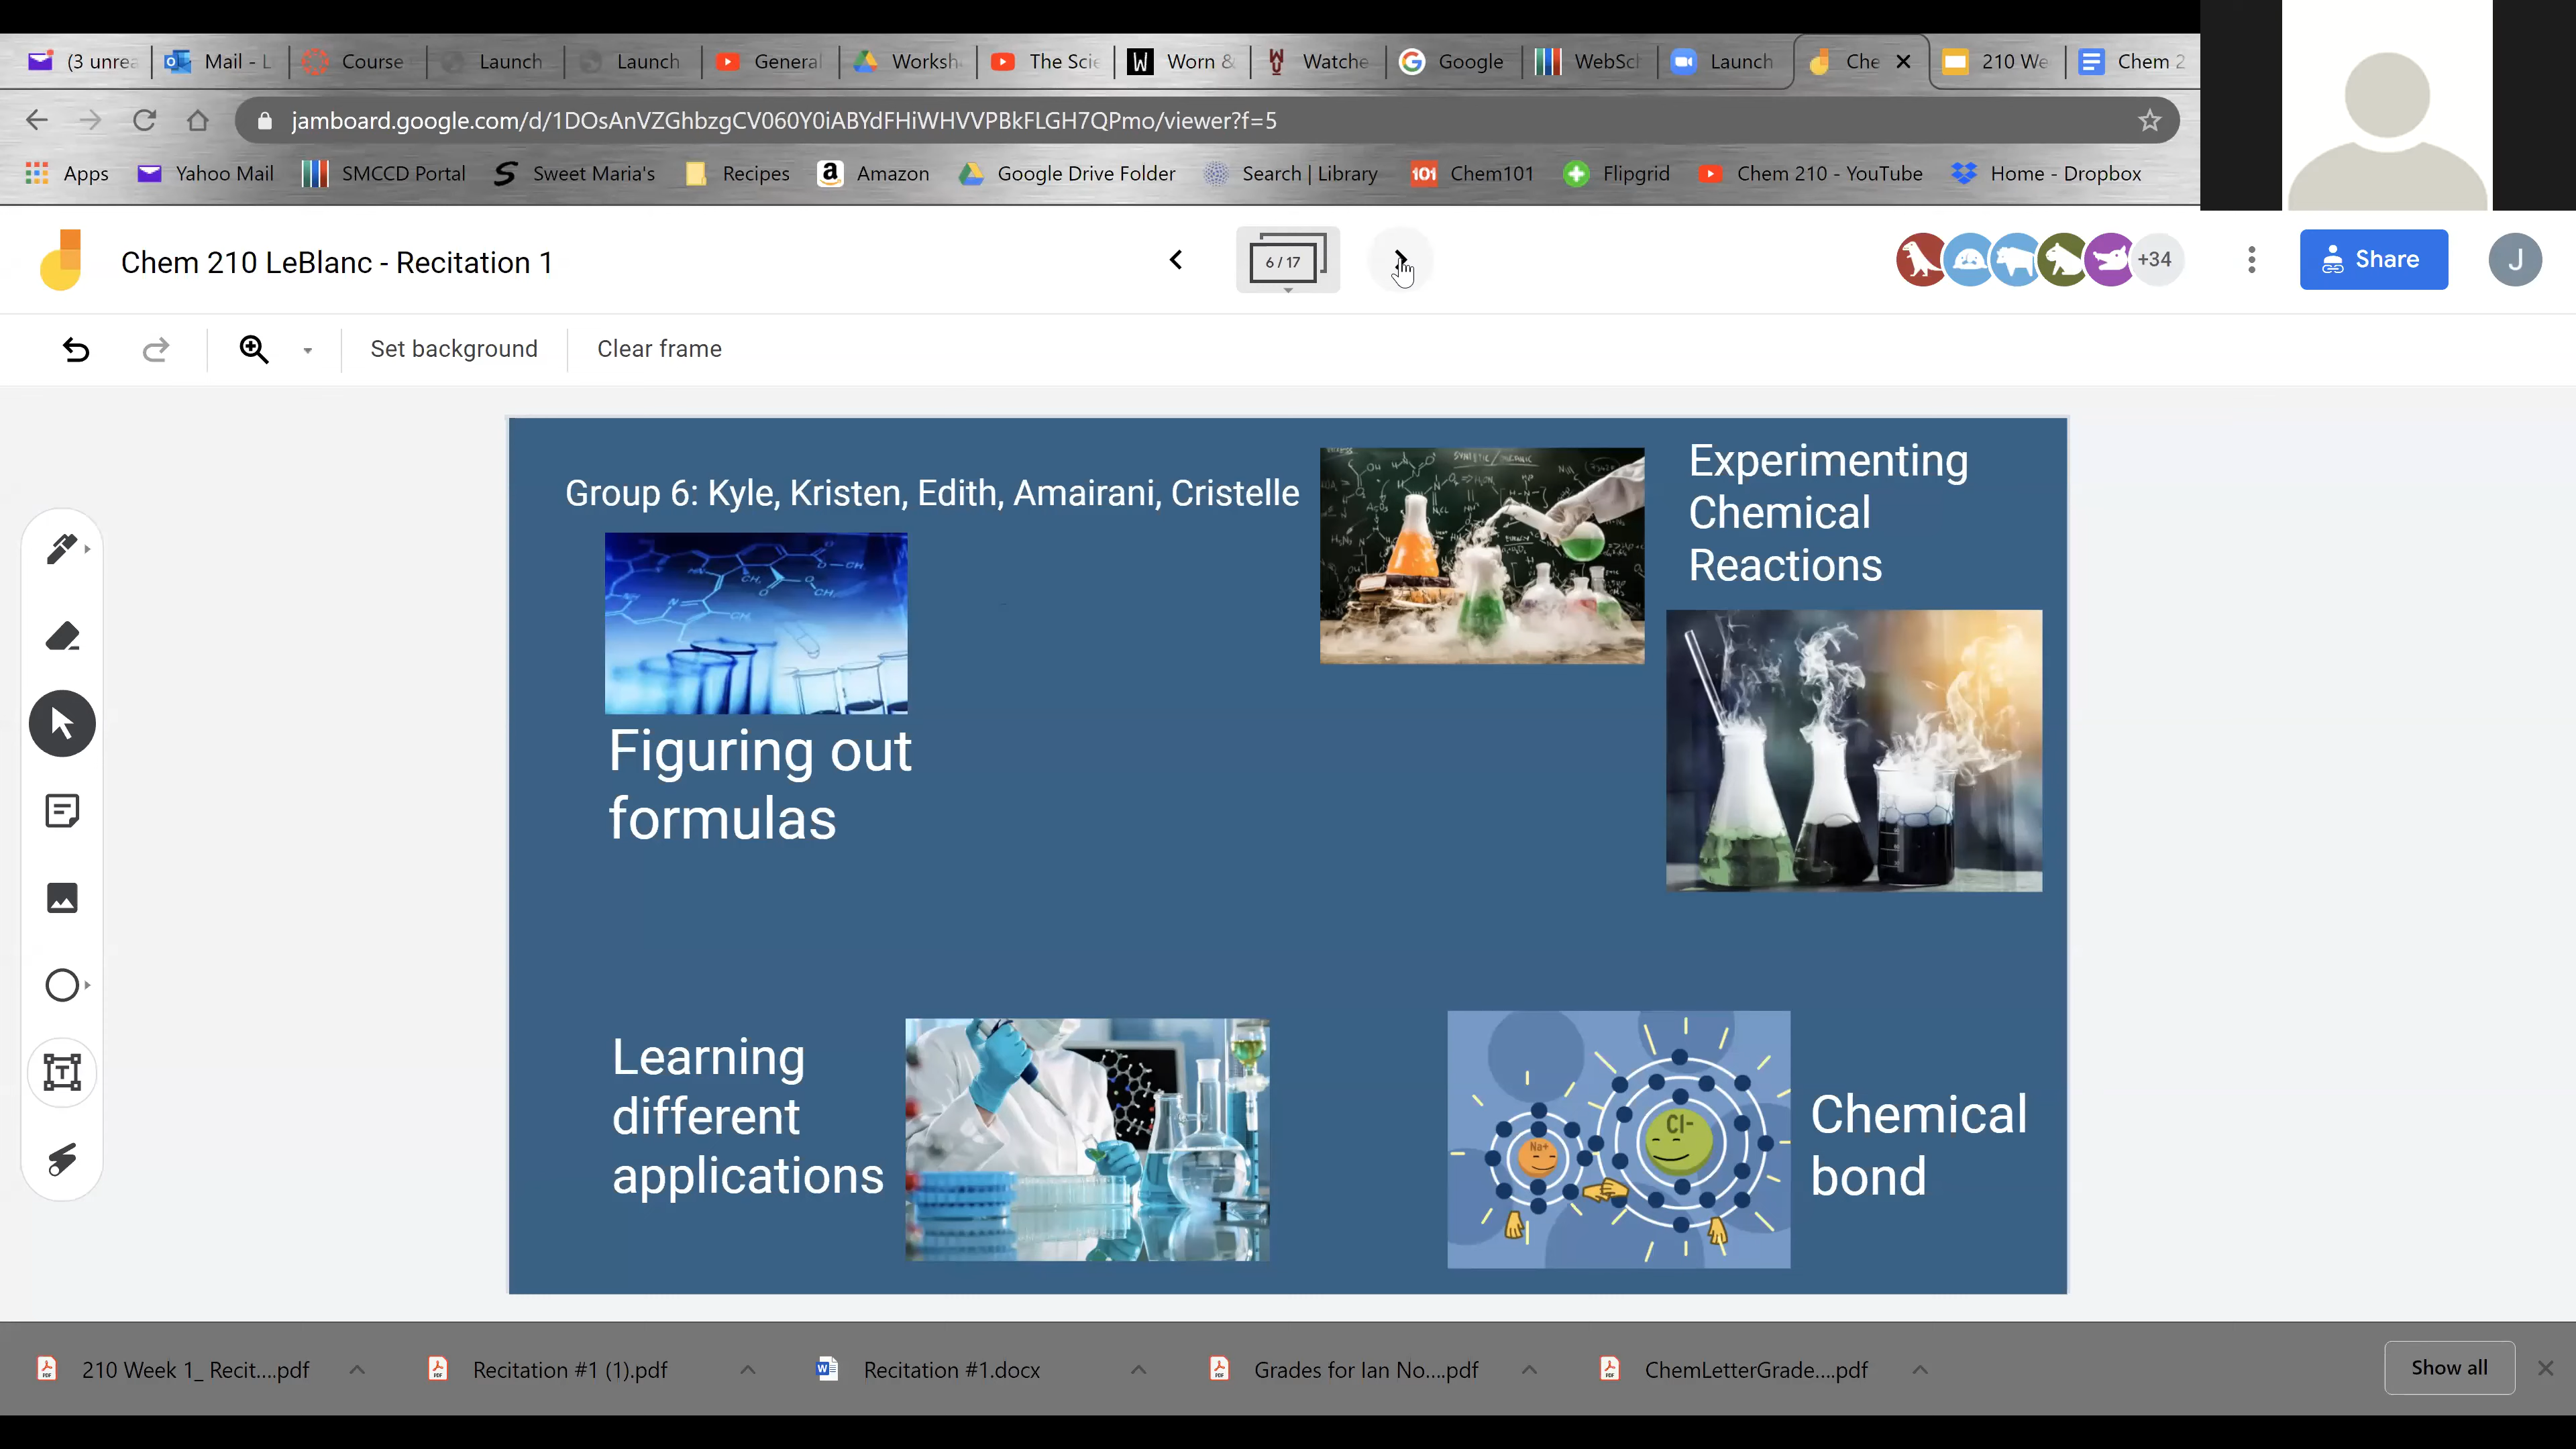 (3 unrea
Mail - L
Course
Launch
Launch
General
Worksh
The Scie
W
Worn &
Watche
Google
WebSch
Launch
Che
210 We
Chem 2
jamboard.google.com/d/1DOsAnVZGhbzgCV060Y0iABYdFHiWHVVPBkFLGH7QPmo/viewer?f=5
Apps
Yahoo Mail
SMCCD Portal
Sweet Maria's
Recipes
Amazon
Google Drive Folder
Search | Library
101
Chem101
Flipgrid
Chem 210 - YouTube
Home - Dropbox
Chem 210 LeBlanc - Recitation 1
6 / 17
+34
Share
J
Set background
Clear frame
Group 6: Kyle, Kristen, Edith, Amairani, Cristelle
Experimenting
Chemical
Reactions
Figuring out
formulas
Learning
different
applications
Na+
Cl-
Chemical
bond
210 Week 1_ Recit....pdf
Recitation #1 (1).pdf
Recitation #1.docx
Grades for Ian No....pdf
ChemLetterGrade....pdf
Show all